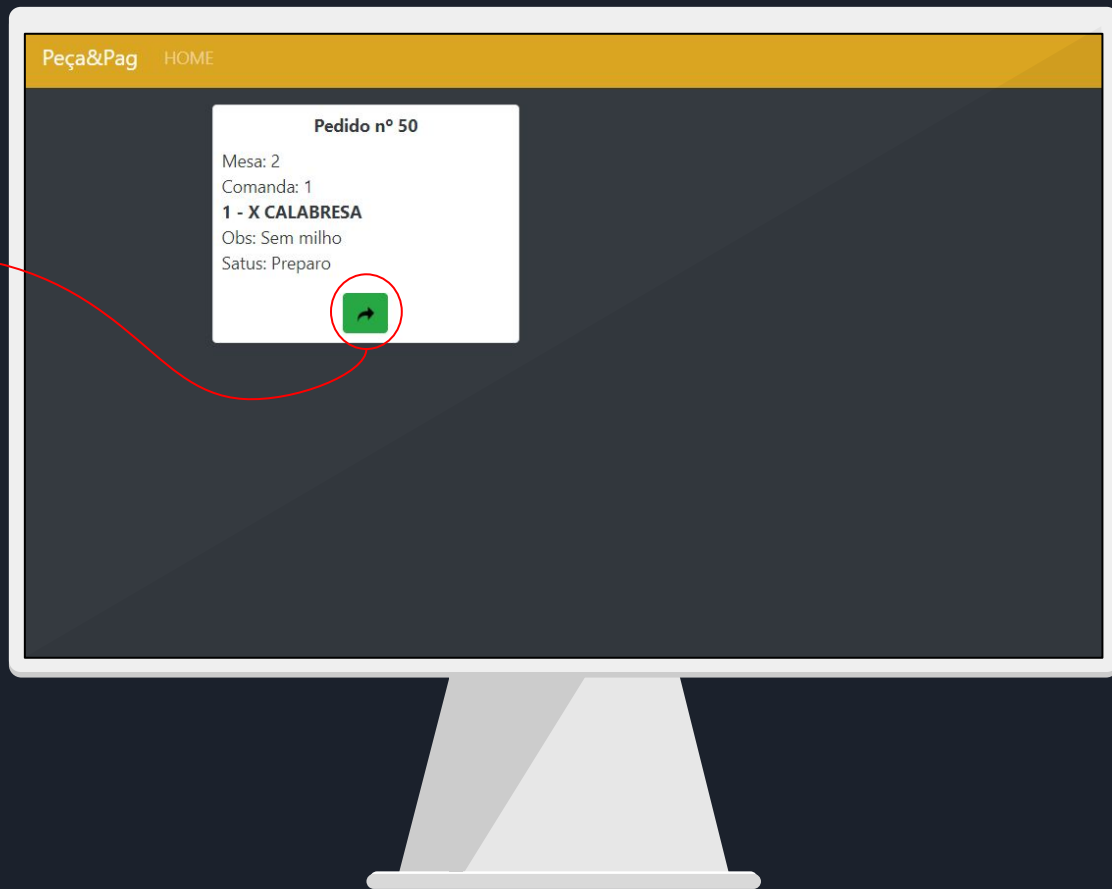 Peça&Pag HOME
Pedido nº 50
Mesa: 2
Comanda: 1
1 - X CALABRESA
Obs: Sem milho
Satus: Preparo